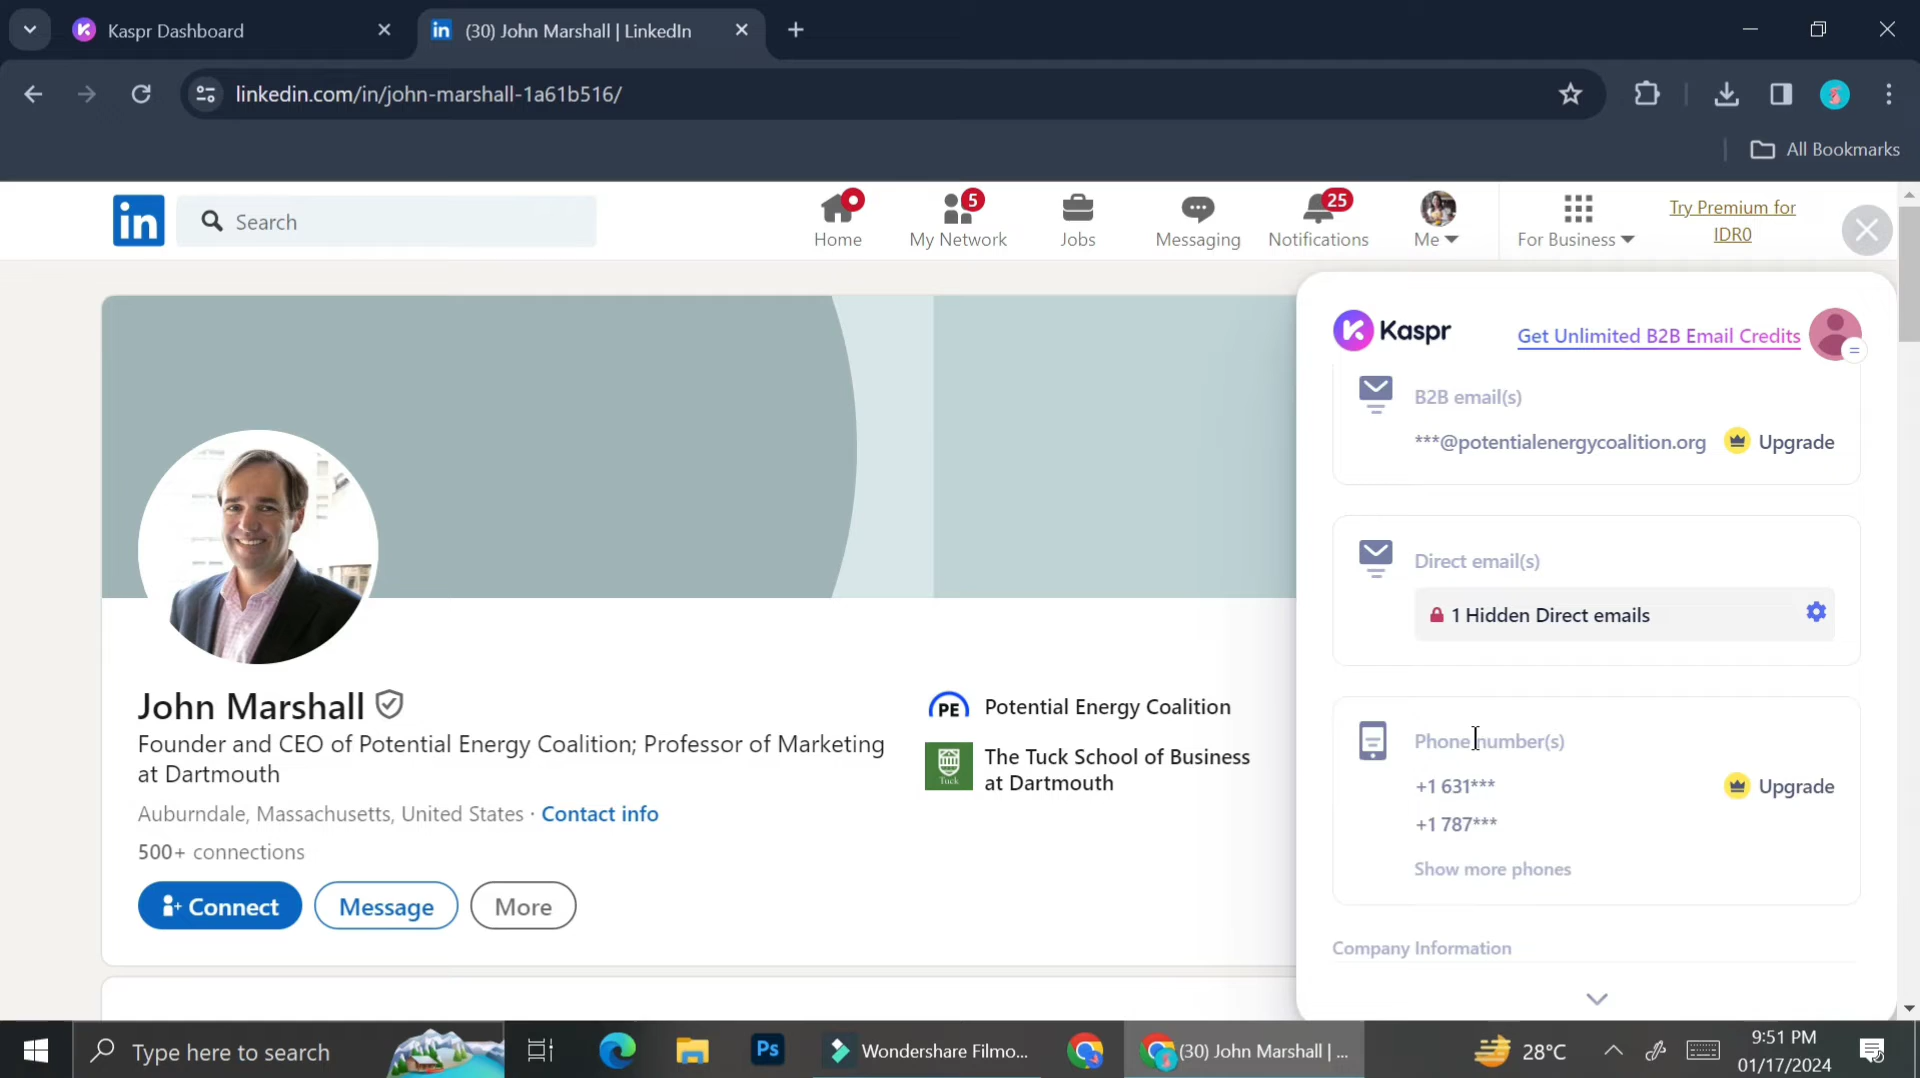 Kaspr Dashboard
(30) John Marshall | LinkedIn
linkedin.com/in/john-marshall-1a61b516/
All Bookmarks
in
Search
Home
5
My Network
Jobs
Messaging
25
Notifications
Me
For Business
Try Premium for
IDR0
Kaspr
Get Unlimited B2B Email Credits
B2B email(s)
***@potentialenergycoalition.org
Upgrade
Direct email(s)
1 Hidden Direct emails
Phone number(s)
+1 631***
Upgrade
+1 787***
Show more phones
Company Information
John Marshall
Founder and CEO of Potential Energy Coalition; Professor of Marketing
at Dartmouth
Auburndale, Massachusetts, United States · Contact info
500+ connections
Connect
Message
More
PE
Potential Energy Coalition
Tuck
The Tuck School of Business
at Dartmouth
Type here to search
Ps
Wondershare Filmo...
(30) John Marshall | ...
28°C
9:51 PM
01/17/2024